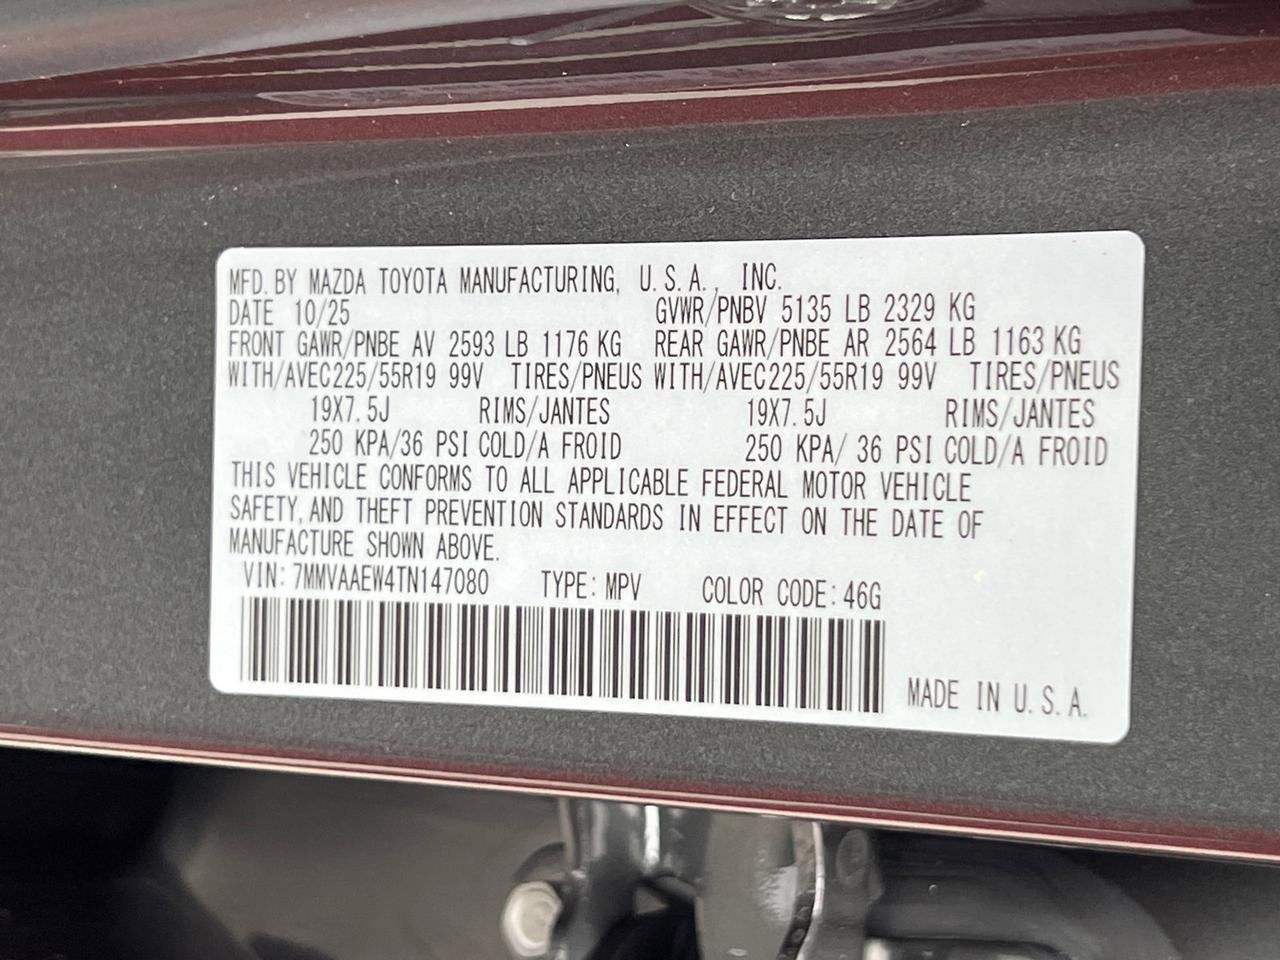 MFD. BY MAZDA TOYOTA MANUFACTURING, U.S.A., INC.
DATE 10/25 GVWR/PNBV 5135 LB 2329 KG
FRONT GAWR/PNBE AV 2593 LB 1176 KG REAR GAWR/PNBE AR 2564 LB 1163 KG
WITH/AVEC225/55R19 99V TIRES/PNEUS WITH/AVEC225/55R19 99V TIRES/PNEUS
19X7.5J RIMS/JANTES 19X7.5J RIMS/JANTES
250 KPA/36 PSI COLD/A FROID 250 KPA/ 36 PSI COLD/A FROID
THIS VEHICLE CONFORMS TO ALL APPLICABLE FEDERAL MOTOR VEHICLE
SAFETY, AND THEFT PREVENTION STANDARDS IN EFFECT ON THE DATE OF
MANUFACTURE SHOWN ABOVE.
VIN: 7MMVAAEW4TN147080 TYPE: MPV COLOR CODE: 46G
MADE IN U.S.A.